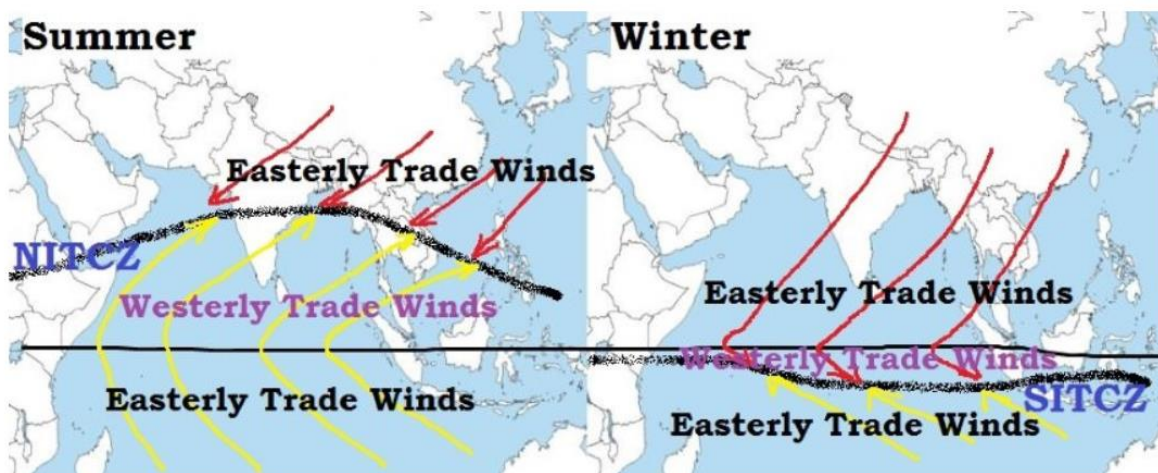 Summer
Easterly Trade Winds
NITCZ
Westerly Trade Winds
Easterly Trade Winds
Winter
Easterly Trade Winds
Westerly Trade Winds
SITCZ
Easterly Trade Winds